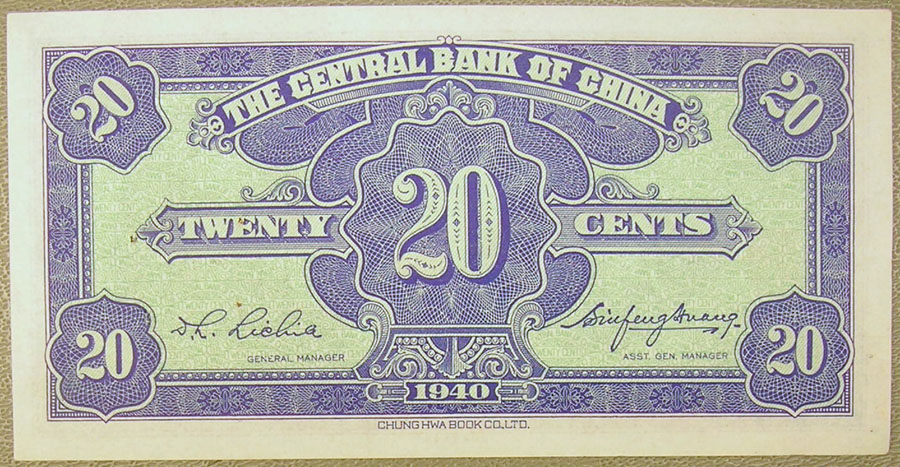 THE CENTRAL BANK OF CHINA
20 20
20
TWENTY CENTS
GENERAL MANAGER ASST. GEN. MANAGER
20 20
1940
CHUNG HWA BOOK CO., LTD.